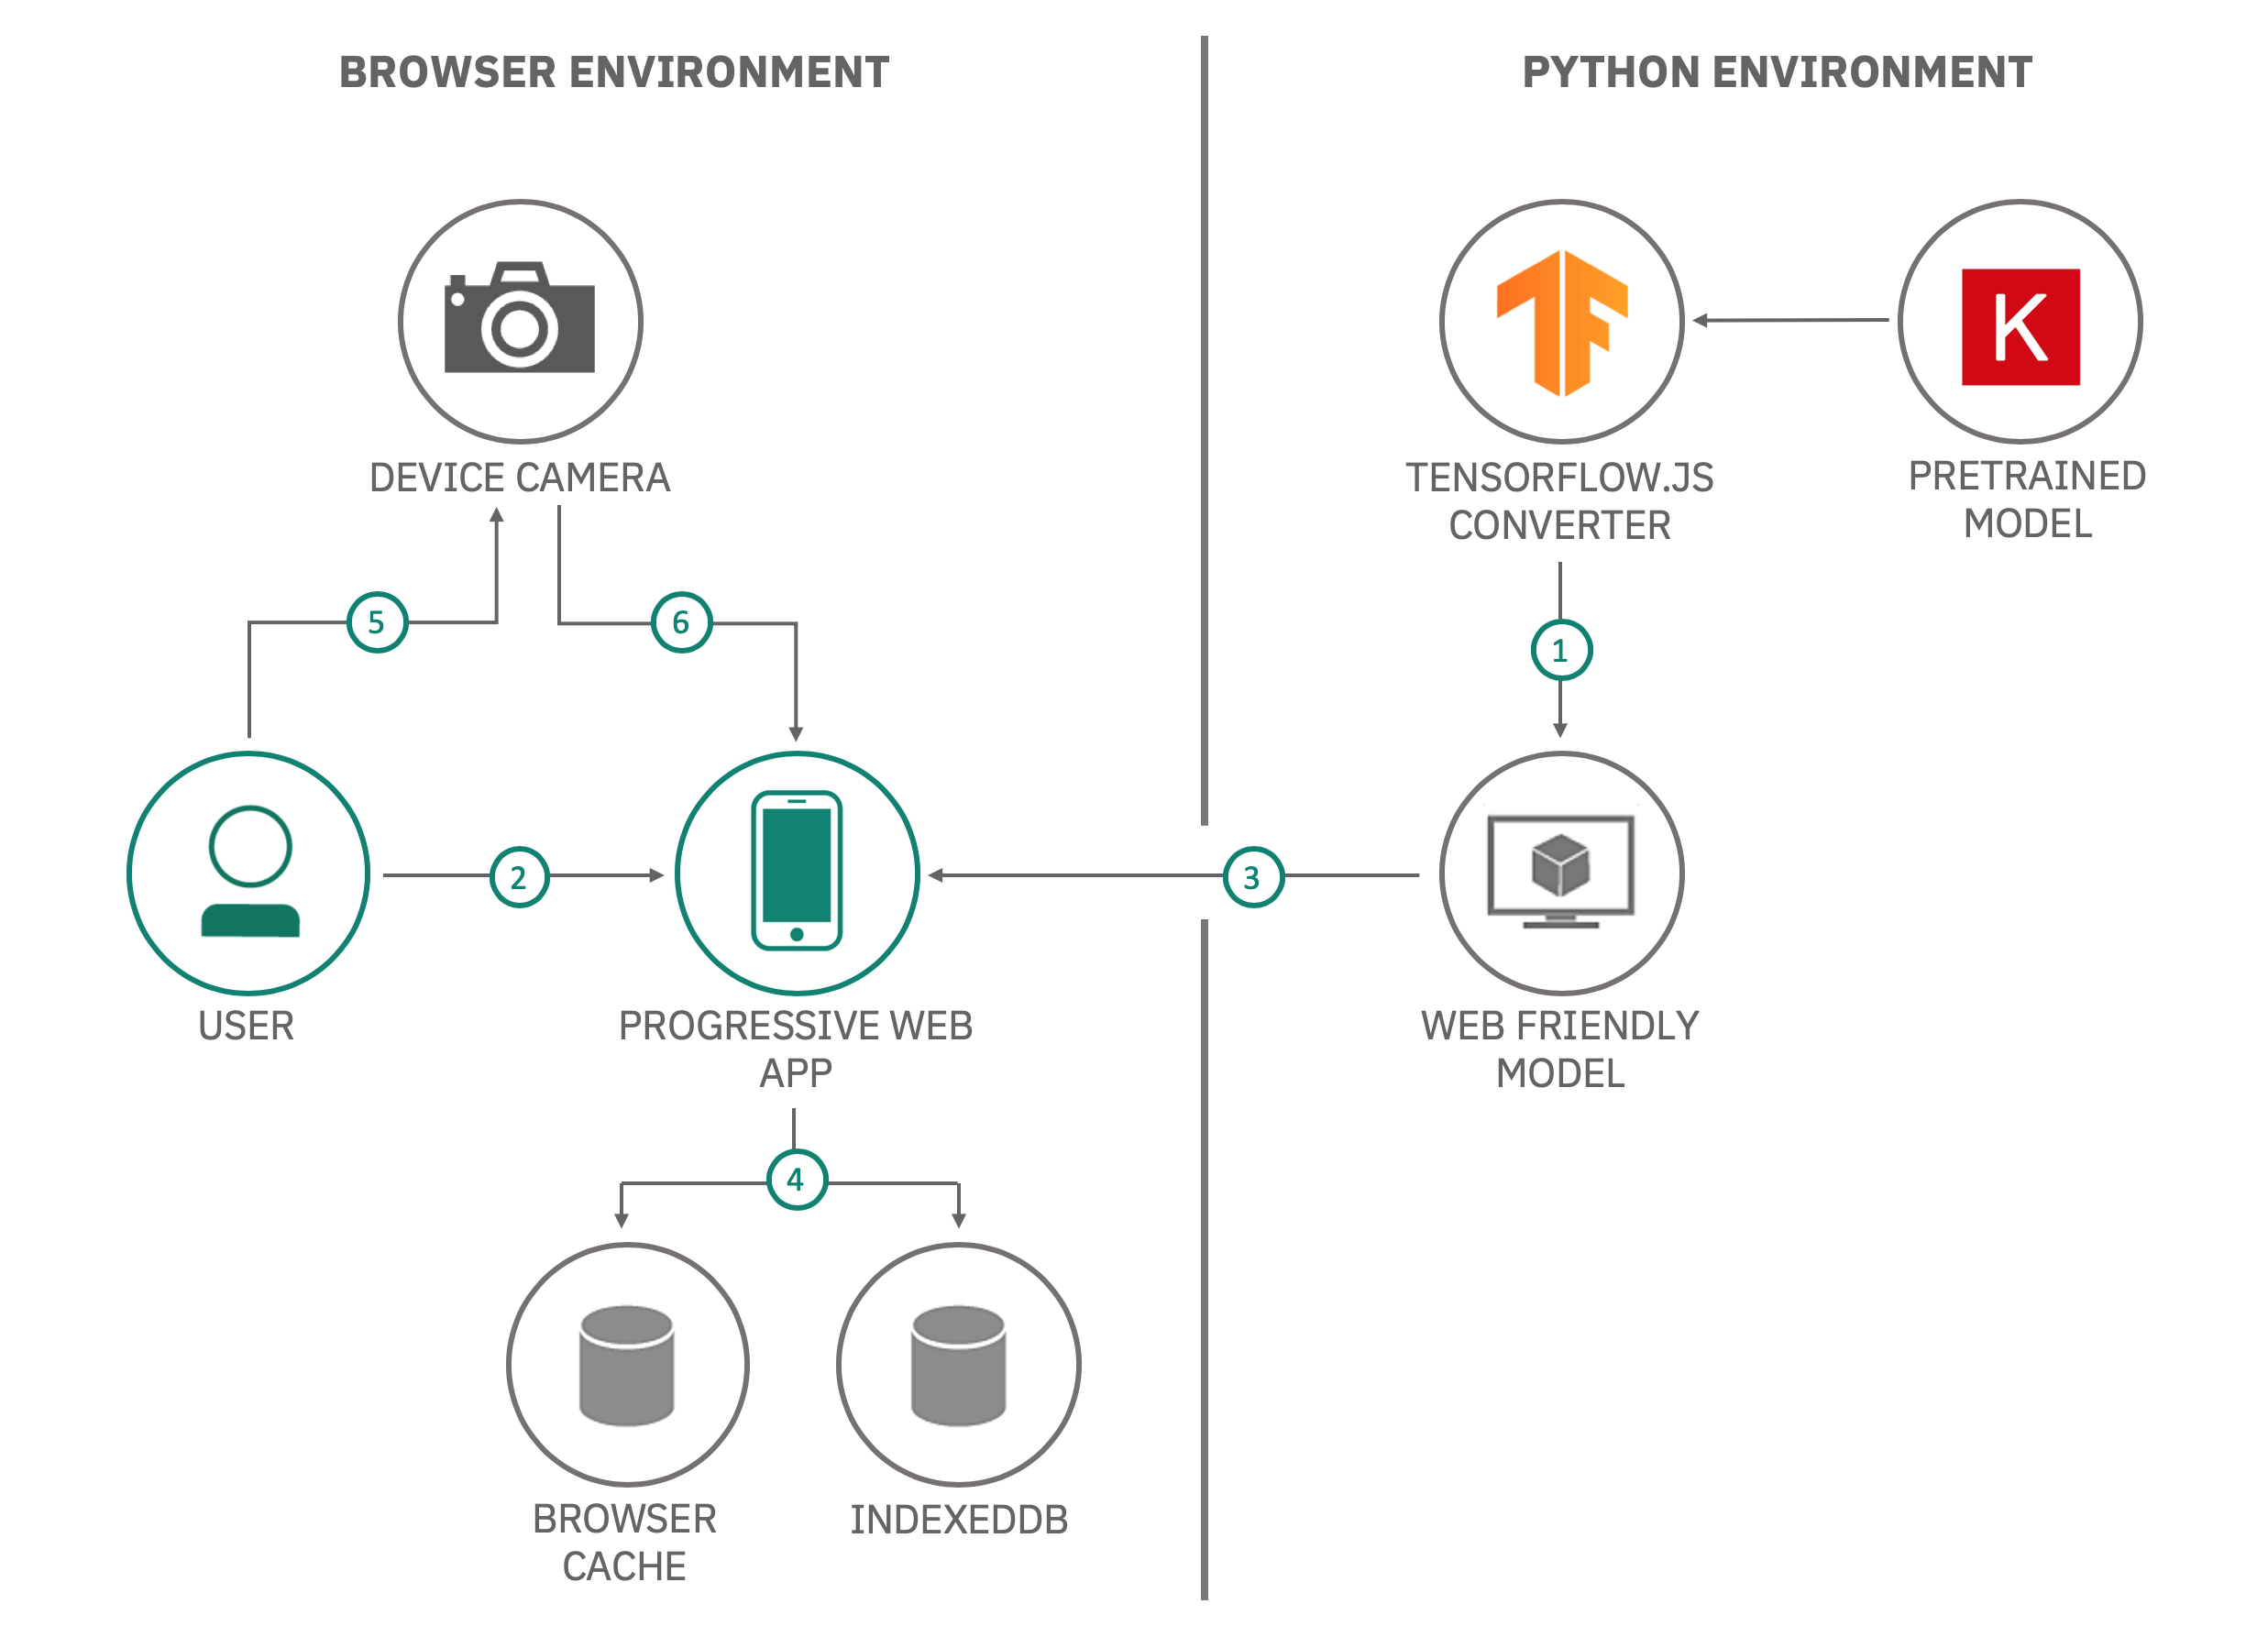 BROWSER ENVIRONMENT
PYTHON ENVIRONMENT
K
DEVICE CAMERA
TENSORFLOW.JS
CONVERTER
PRETRAINED
MODEL
5
6
1
2
3
USER
PROGRESSIVE WEB
APP
WEB FRIENDLY
MODEL
4
BROWSER
CACHE
INDEXEDDB